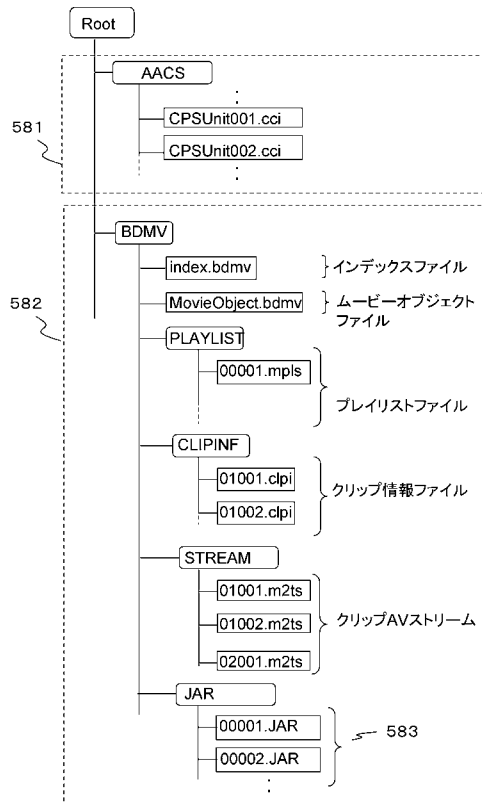 Root
AACS
CPSUnit001.cci
CPSUnit002.cci
581
BDMV
index.bdmv
インデックスファイル
582
MovieObject.bdmv
ムービーオブジェクト
ファイル
PLAYLIST
00001.mpls
プレイリストファイル
CLIPINF
01001.clpi
クリップ情報ファイル
01002.clpi
STREAM
01001.m2ts
01002.m2ts
クリップAVストリーム
02001.m2ts
JAR
00001.JAR
583
00002.JAR